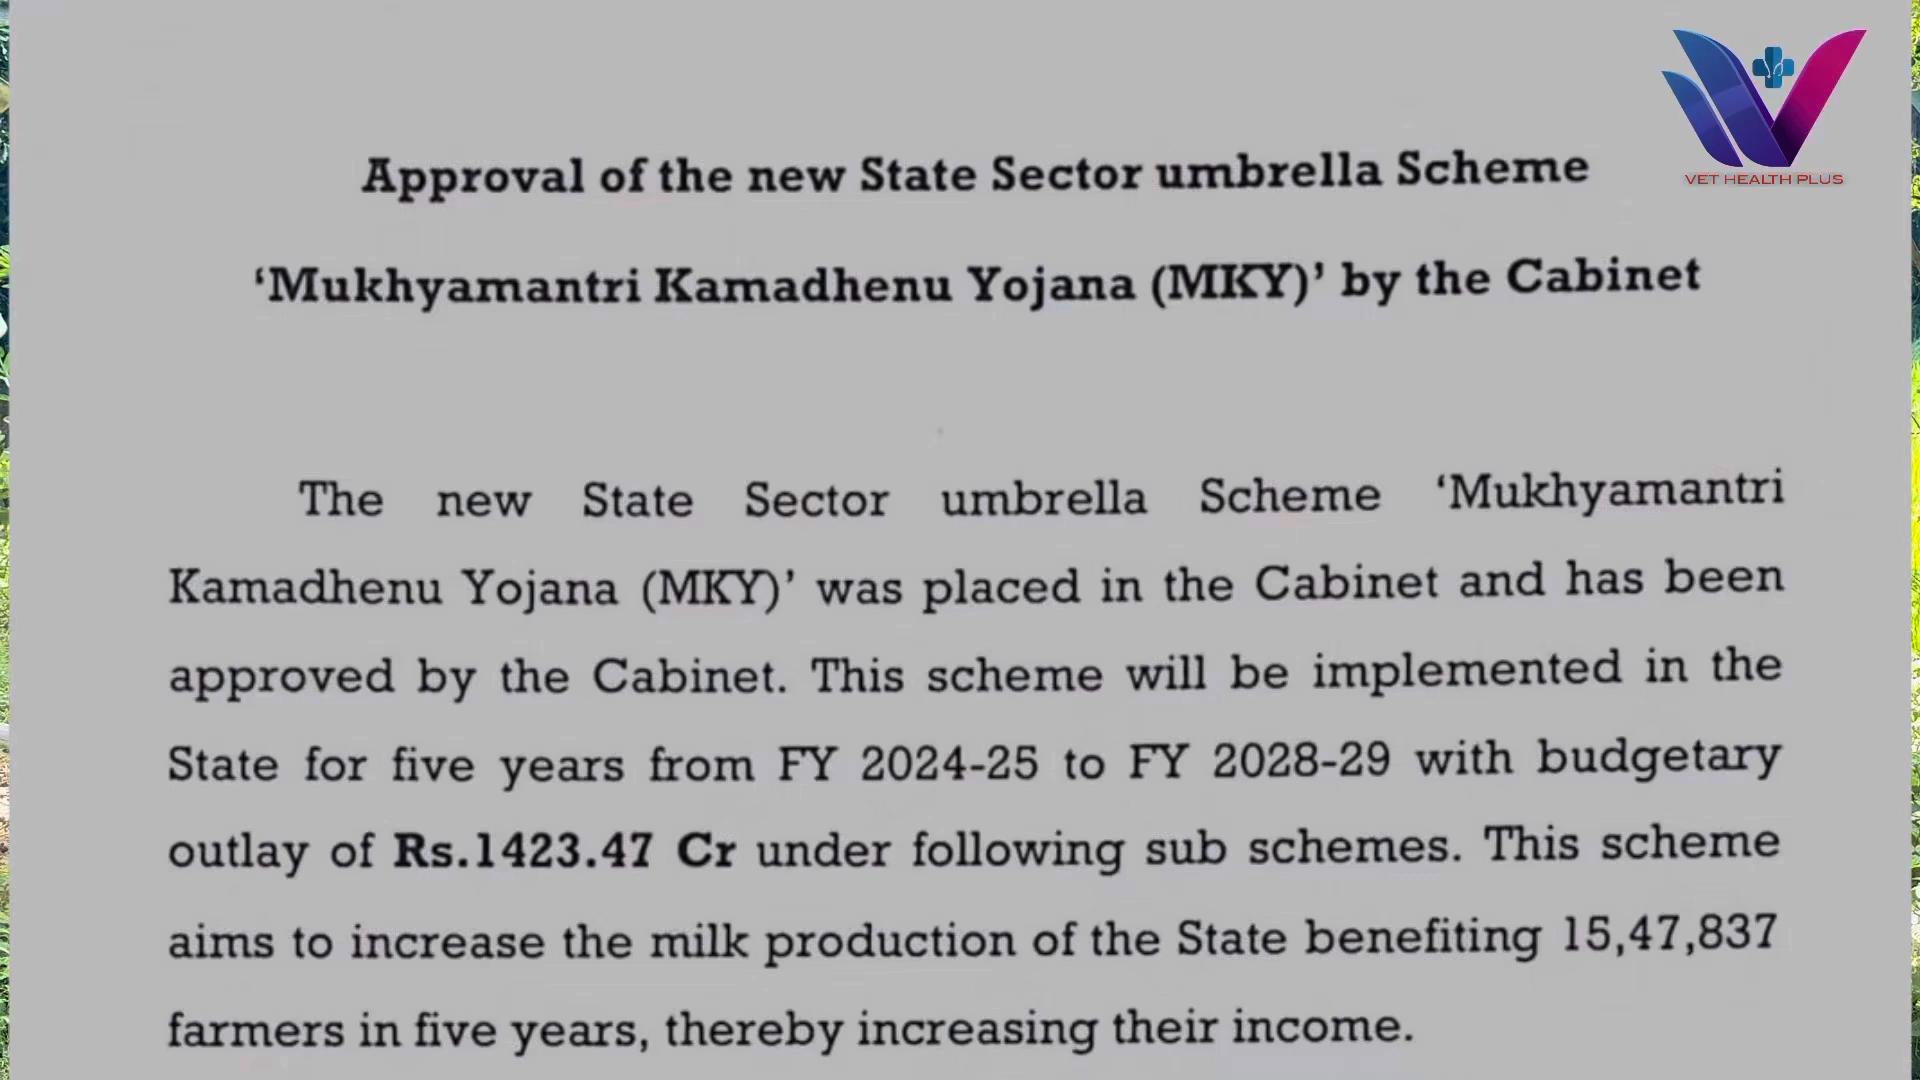 VET HEALTH PLUS
Approval of the new State Sector umbrella Scheme
‘Mukhyamantri Kamadhenu Yojana (MKY)’ by the Cabinet
The new State Sector umbrella Scheme ‘Mukhyamantri
Kamadhenu Yojana (MKY)’ was placed in the Cabinet and has been
approved by the Cabinet. This scheme will be implemented in the
State for five years from FY 2024-25 to FY 2028-29 with budgetary
outlay of Rs.1423.47 Cr under following sub schemes. This scheme
aims to increase the milk production of the State benefiting 15,47,837
farmers in five years, thereby increasing their income.